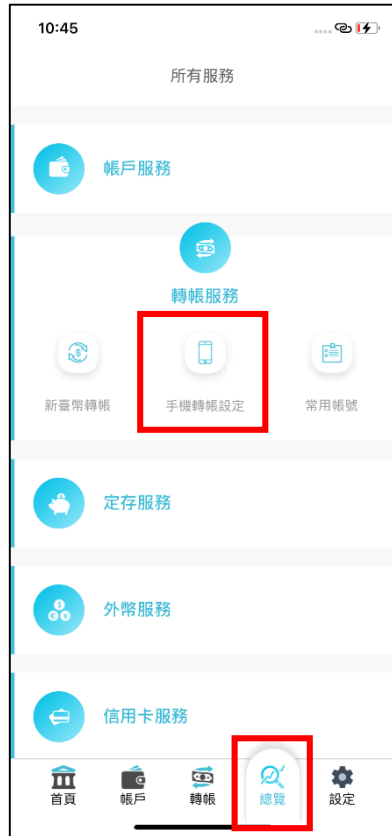 10:45
所有服務
帳戶服務
轉帳服務
新臺幣轉帳
手機轉帳設定
常用帳號
定存服務
外幣服務
信用卡服務
首頁
帳戶
轉帳
總覽
設定